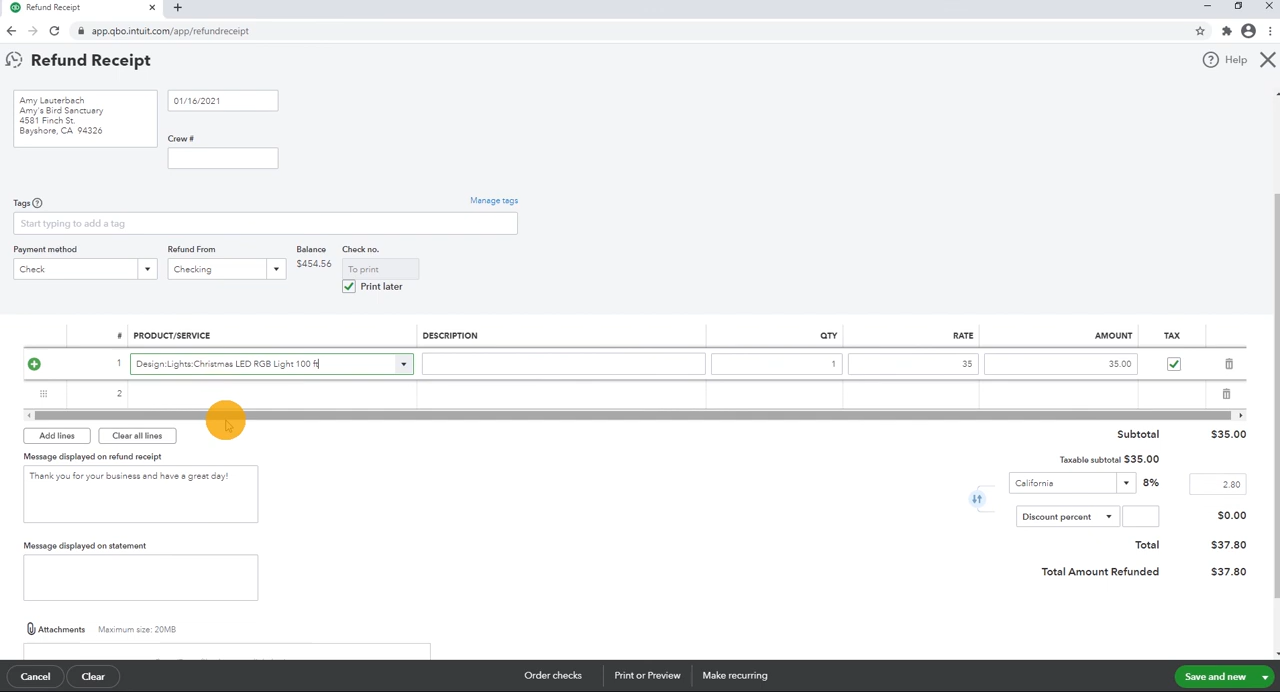 Refund Receipt
app.qbo.intuit.com/app/refundreceipt
Refund Receipt
Help
Amy Lauterbach
Amy's Bird Sanctuary
4581 Finch St.
Bayshore, CA 94326
01/16/2021
Crew #
Tags
Manage tags
Start typing to add a tag
Payment method
Refund From
Balance
Check no.
Check
Checking
$454.56
To print
Print later
# PRODUCT/SERVICE DESCRIPTION QTY RATE AMOUNT TAX
1 Design:Lights:Christmas LED RGB Light 100 ft 1 35 35.00
2
Add lines
Clear all lines
Subtotal $35.00
Message displayed on refund receipt
Taxable subtotal $35.00
Thank you for your business and have a great day!
California 8% 2.80
Discount percent $0.00
Message displayed on statement
Total $37.80
Total Amount Refunded $37.80
Attachments Maximum size: 20MB
Cancel
Clear
Order checks
Print or Preview
Make recurring
Save and new